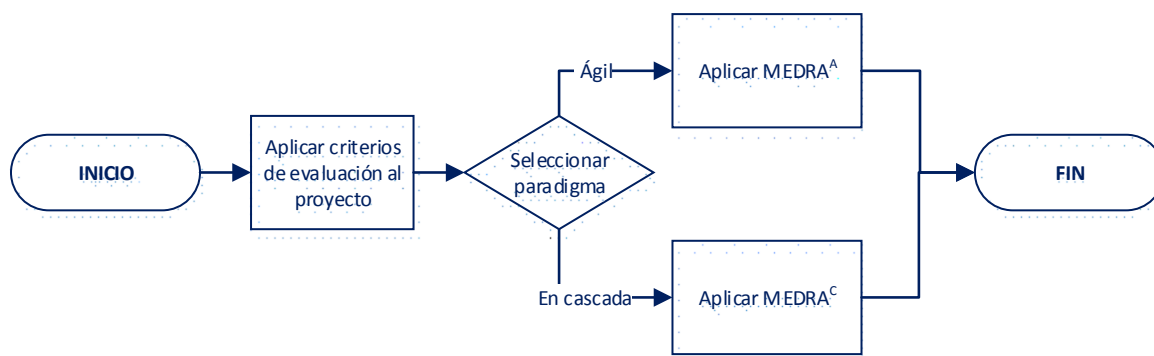 INICIO
Aplicar criterios
de evaluación al
proyecto
Seleccionar
paradigma
Ágil
Aplicar MEDRA^A
En cascada
Aplicar MEDRA^C
FIN